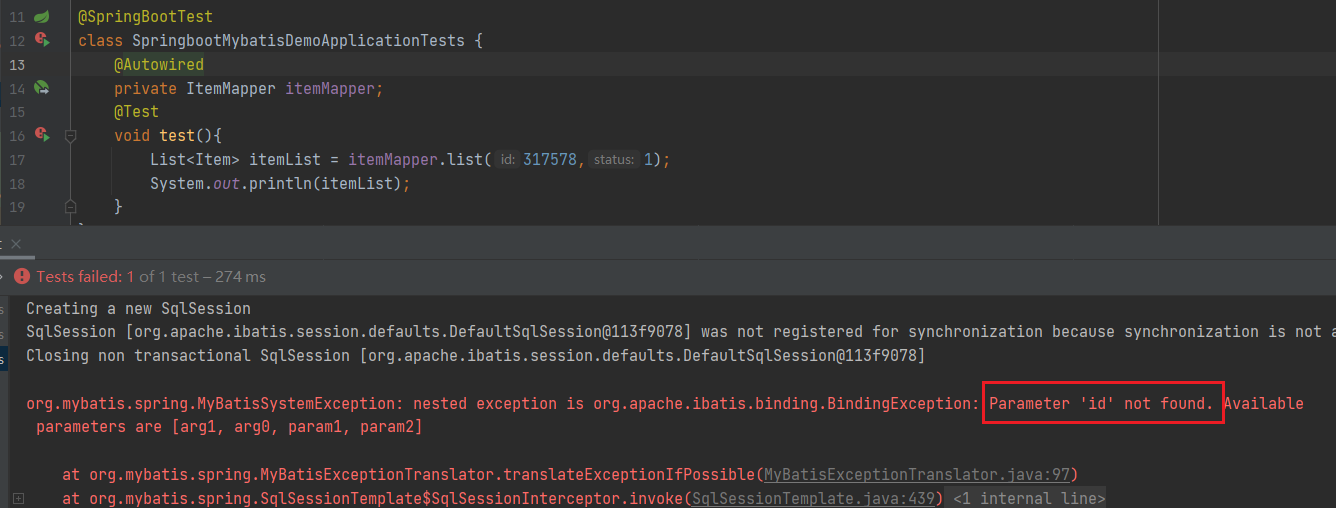 11 @SpringBootTest
12 class SpringbootMybatisDemoApplicationTests {
13 @Autowired
14 private ItemMapper itemMapper;
15 @Test
16 void test(){
17 List<Item> itemList = itemMapper.list( id: 317578, status: 1);
18 System.out.println(itemList);
19 }
Tests failed: 1 of 1 test – 274 ms
Creating a new SqlSession
SqlSession [org.apache.ibatis.session.defaults.DefaultSqlSession@113f9078] was not registered for synchronization because synchronization is not a
Closing non transactional SqlSession [org.apache.ibatis.session.defaults.DefaultSqlSession@113f9078]
org.mybatis.spring.MyBatisSystemException: nested exception is org.apache.ibatis.binding.BindingException: Parameter 'id' not found. Available
parameters are [arg1, arg0, param1, param2]
at org.mybatis.spring.MyBatisExceptionTranslator.translateExceptionIfPossible(MyBatisExceptionTranslator.java:97)
at org.mybatis.spring.SqlSessionTemplate$SqlSessionInterceptor.invoke(SqlSessionTemplate.java:439) <1 internal line>